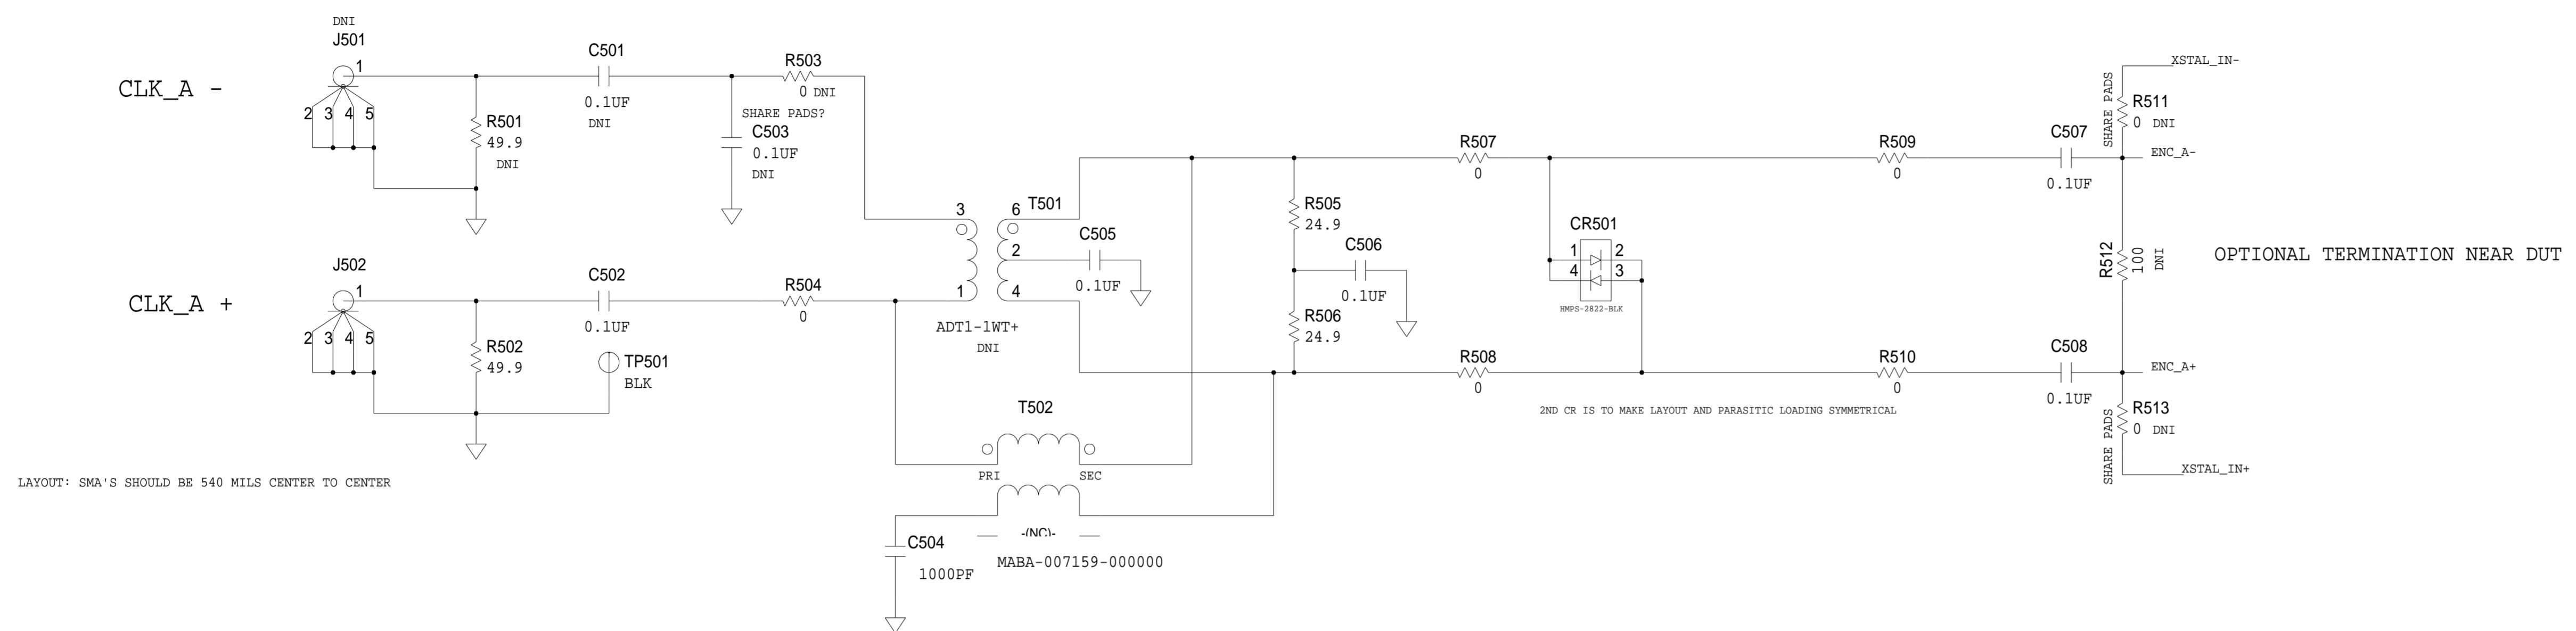 DNI
J501
CLK_A -
1
2 3 4 5
R501
49.9
DNI
C501
0.1UF
DNI
R503
0 DNI
SHARE PADS?
C503
0.1UF
DNI
J502
CLK_A +
1
2 3 4 5
R502
49.9
C502
0.1UF
TP501
BLK
R504
0
LAYOUT: SMA'S SHOULD BE 540 MILS CENTER TO CENTER
3
1
6
2
4
T501
ADT1-1WT+
DNI
C505
0.1UF
T502
PRI
SEC
-(NC)-
MABA-007159-000000
C504
1000PF
R505
24.9
C506
0.1UF
R506
24.9
R507
0
R508
0
CR501
1 2
4 3
HMPS-2822-BLK
2ND CR IS TO MAKE LAYOUT AND PARASITIC LOADING SYMMETRICAL
R509
0
R510
0
C507
0.1UF
C508
0.1UF
XSTAL_IN-
SHARE PADS
R511
0 DNI
ENC_A-
R512
100
DNI
OPTIONAL TERMINATION NEAR DUT
ENC_A+
SHARE PADS
R513
0 DNI
XSTAL_IN+